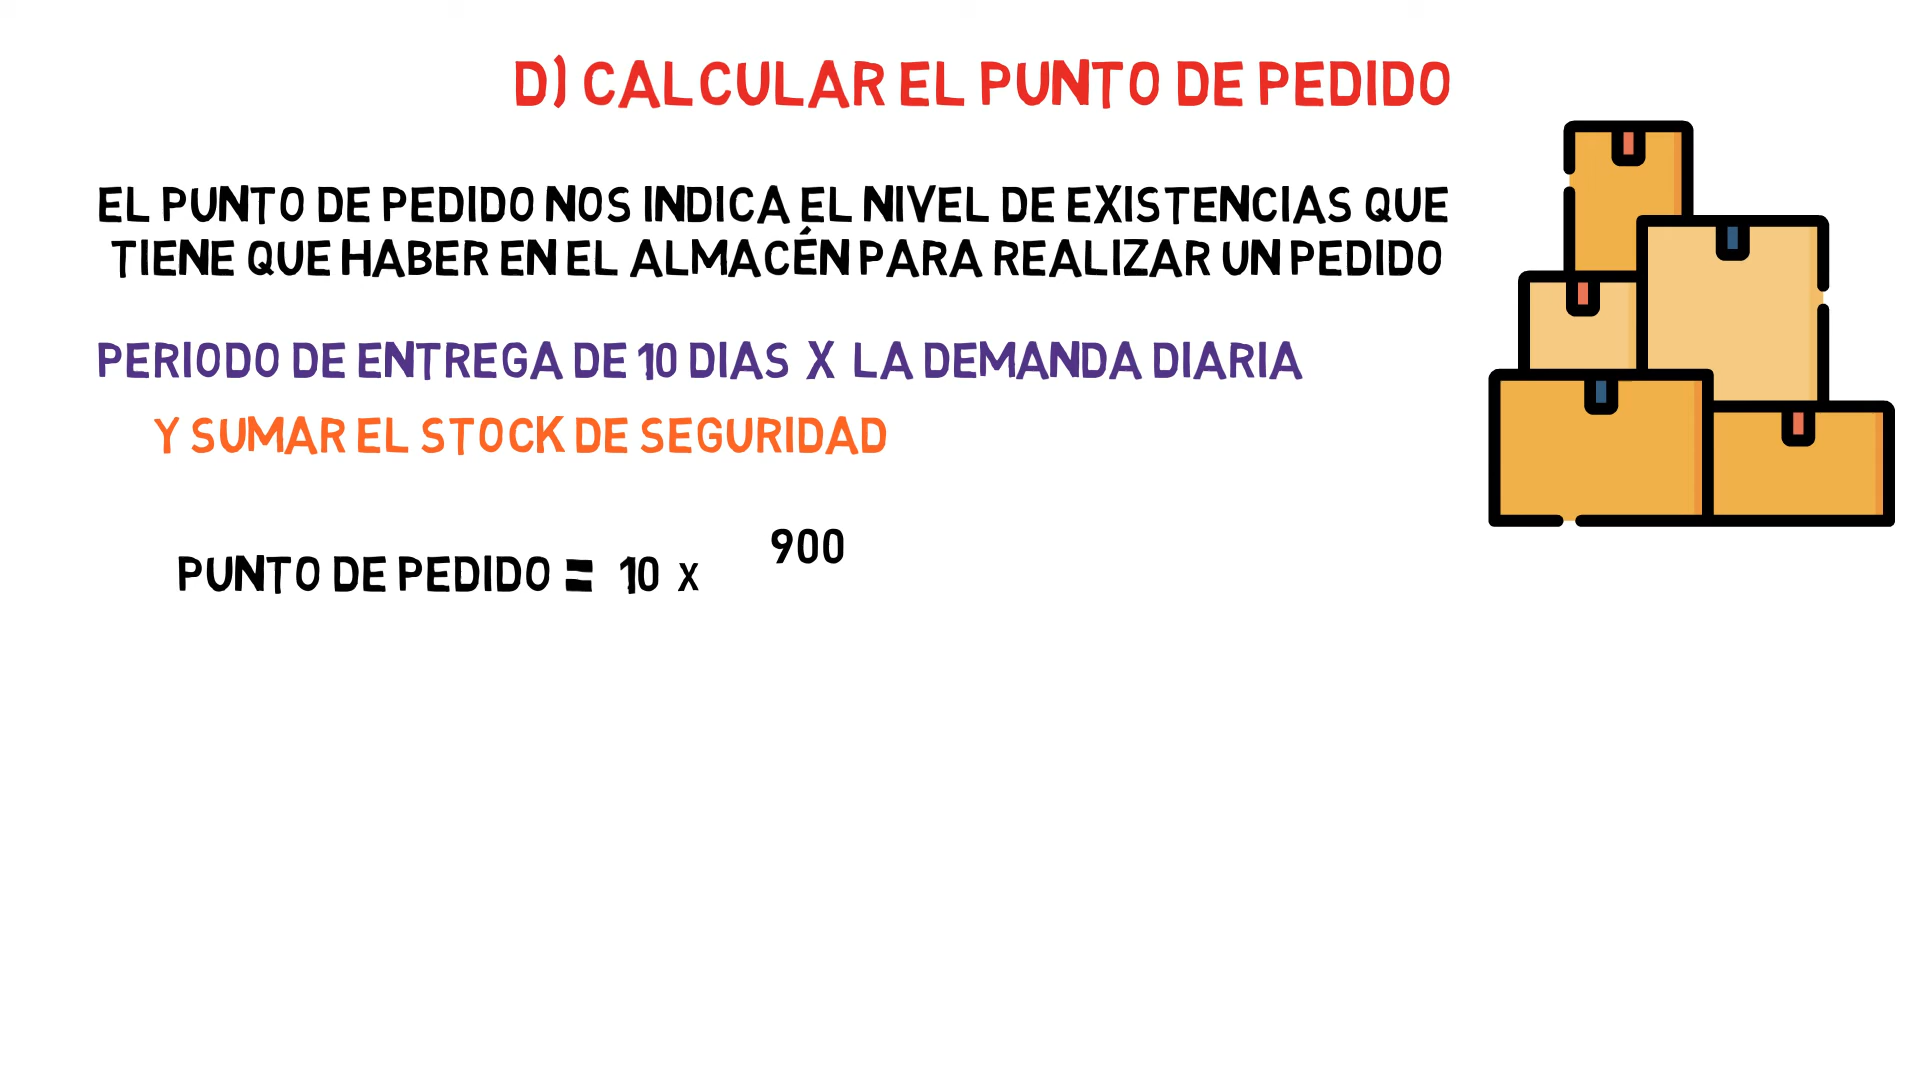 D) CALCULAR EL PUNTO DE PEDIDO
EL PUNTO DE PEDIDO NOS INDICA EL NIVEL DE EXISTENCIAS QUE
TIENE QUE HABER EN EL ALMACÉN PARA REALIZAR UN PEDIDO
PERIODO DE ENTREGA DE 10 DIAS X LA DEMANDA DIARIA
Y SUMAR EL STOCK DE SEGURIDAD
900
PUNTO DE PEDIDO = 10 X